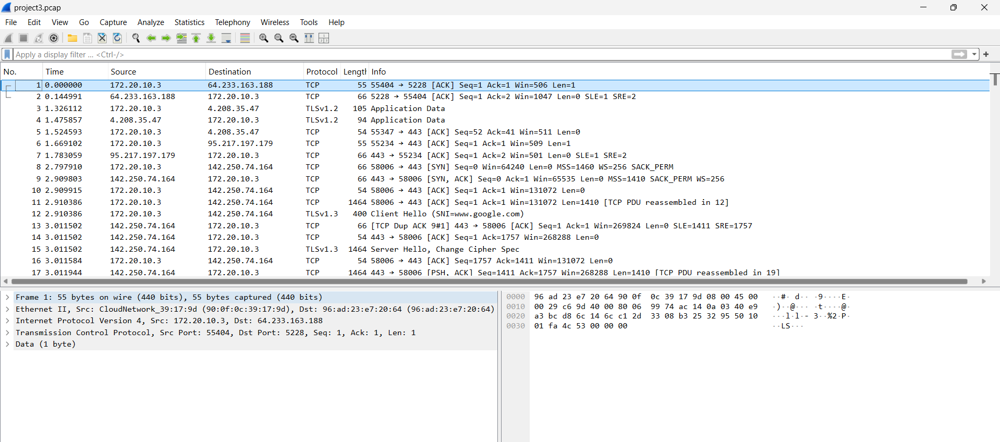 project3.pcap
File Edit View Go Capture Analyze Statistics Telephony Wireless Tools Help
Apply a display filter ... <Ctrl-/>
No. Time Source Destination Protocol Length Info
1 0.000000 172.20.10.3 64.233.163.188 TCP 55 55404 → 5228 [ACK] Seq=1 Ack=1 Win=506 Len=1
2 0.144991 64.233.163.188 172.20.10.3 TCP 66 5228 → 55404 [ACK] Seq=1 Ack=2 Win=1047 Len=0 SLE=1 SRE=2
3 1.326112 172.20.10.3 4.208.35.47 TLSv1.2 105 Application Data
4 1.475857 4.208.35.47 172.20.10.3 TLSv1.2 94 Application Data
5 1.524593 172.20.10.3 4.208.35.47 TCP 54 55347 → 443 [ACK] Seq=52 Ack=41 Win=511 Len=0
6 1.669102 172.20.10.3 95.217.197.179 TCP 55 55234 → 443 [ACK] Seq=1 Ack=1 Win=509 Len=1
7 1.783059 95.217.197.179 172.20.10.3 TCP 66 443 → 55234 [ACK] Seq=1 Ack=2 Win=501 Len=0 SLE=1 SRE=2
8 2.797910 172.20.10.3 142.250.74.164 TCP 66 58006 → 443 [SYN] Seq=0 Win=64240 Len=0 MSS=1460 WS=256 SACK_PERM
9 2.909803 142.250.74.164 172.20.10.3 TCP 66 443 → 58006 [SYN, ACK] Seq=0 Ack=1 Win=65535 Len=0 MSS=1410 SACK_PERM WS=256
10 2.909915 172.20.10.3 142.250.74.164 TCP 54 58006 → 443 [ACK] Seq=1 Ack=1 Win=131072 Len=0
11 2.910386 172.20.10.3 142.250.74.164 TCP 1464 58006 → 443 [ACK] Seq=1 Ack=1 Win=131072 Len=1410 [TCP PDU reassembled in 12]
12 2.910386 172.20.10.3 142.250.74.164 TLSv1.3 400 Client Hello (SNI=www.google.com)
13 3.011502 142.250.74.164 172.20.10.3 TCP 66 [TCP Dup ACK 9#1] 443 → 58006 [ACK] Seq=1 Ack=1 Win=269824 Len=0 SLE=1411 SRE=1757
14 3.011502 142.250.74.164 172.20.10.3 TCP 54 443 → 58006 [ACK] Seq=1 Ack=1757 Win=268288 Len=0
15 3.011502 142.250.74.164 172.20.10.3 TLSv1.3 1464 Server Hello, Change Cipher Spec
16 3.011584 172.20.10.3 142.250.74.164 TCP 54 58006 → 443 [ACK] Seq=1757 Ack=1411 Win=131072 Len=0
17 3.011944 142.250.74.164 172.20.10.3 TCP 1464 443 → 58006 [PSH, ACK] Seq=1411 Ack=1757 Win=268288 Len=1410 [TCP PDU reassembled in 19]
Frame 1: 55 bytes on wire (440 bits), 55 bytes captured (440 bits)
Ethernet II, Src: CloudNetwork_39:17:9d (90:0f:0c:39:17:9d), Dst: 96:ad:23:e7:20:64 (96:ad:23:e7:20:64)
Internet Protocol Version 4, Src: 172.20.10.3, Dst: 64.233.163.188
Transmission Control Protocol, Src Port: 55404, Dst Port: 5228, Seq: 1, Ack: 1, Len: 1
Data (1 byte)
0000 96 ad 23 e7 20 64 90 0f 0c 39 17 9d 08 00 45 00 ··#· d·· ·9····E·
0010 00 29 c6 9d 40 00 80 06 99 74 ac 14 0a 03 40 e9 ·)··@··· ·t····@·
0020 a3 bc d8 6c 14 6c c1 2d 33 08 b3 25 32 95 50 10 ···l·l·- 3··%2·P·
0030 01 fa 4c 53 00 00 00 ··LS···